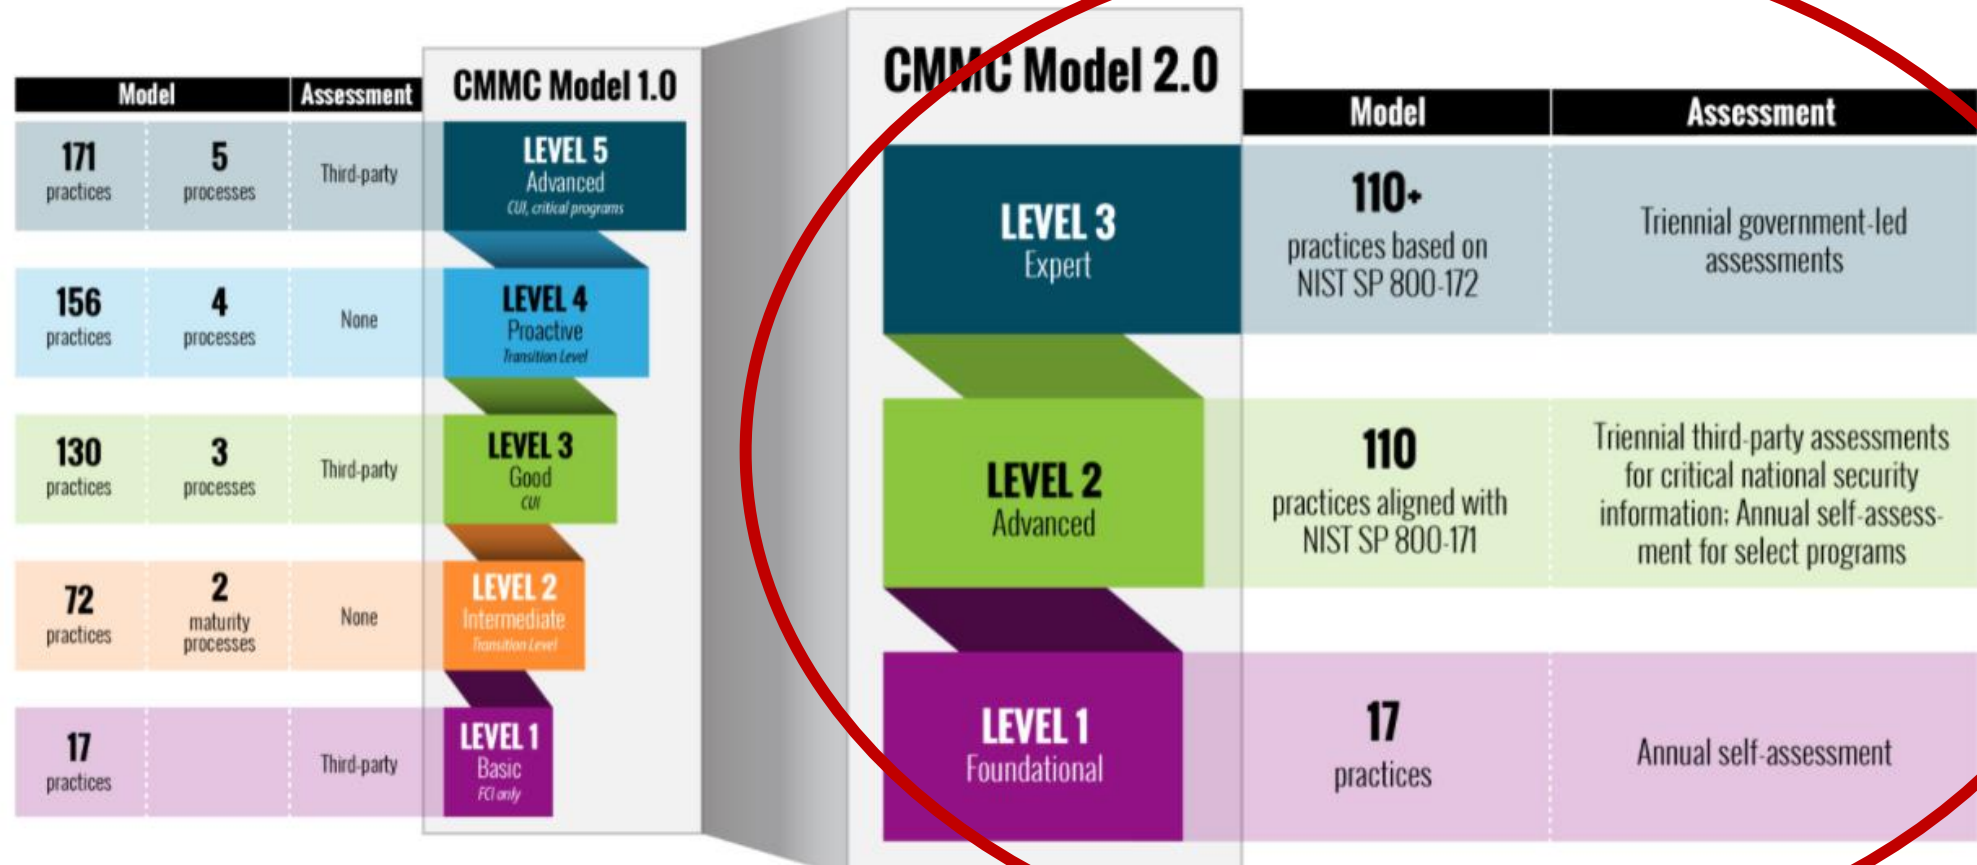 Model
Assessment
CMMC Model 1.0
171
practices
5
processes
Third-party
LEVEL 5
Advanced
CUI, critical programs
156
practices
4
processes
None
LEVEL 4
Proactive
Transition Level
130
practices
3
processes
Third-party
LEVEL 3
Good
CUI
72
practices
2
maturity
processes
None
LEVEL 2
Intermediate
Transition Level
17
practices
Third-party
LEVEL 1
Basic
FCI only
CMMC Model 2.0
Model
Assessment
LEVEL 3
Expert
110+
practices based on
NIST SP 800-172
Triennial government-led
assessments
LEVEL 2
Advanced
110
practices aligned with
NIST SP 800-171
Triennial third-party assessments
for critical national security
information; Annual self-assess-
ment for select programs
LEVEL 1
Foundational
17
practices
Annual self-assessment